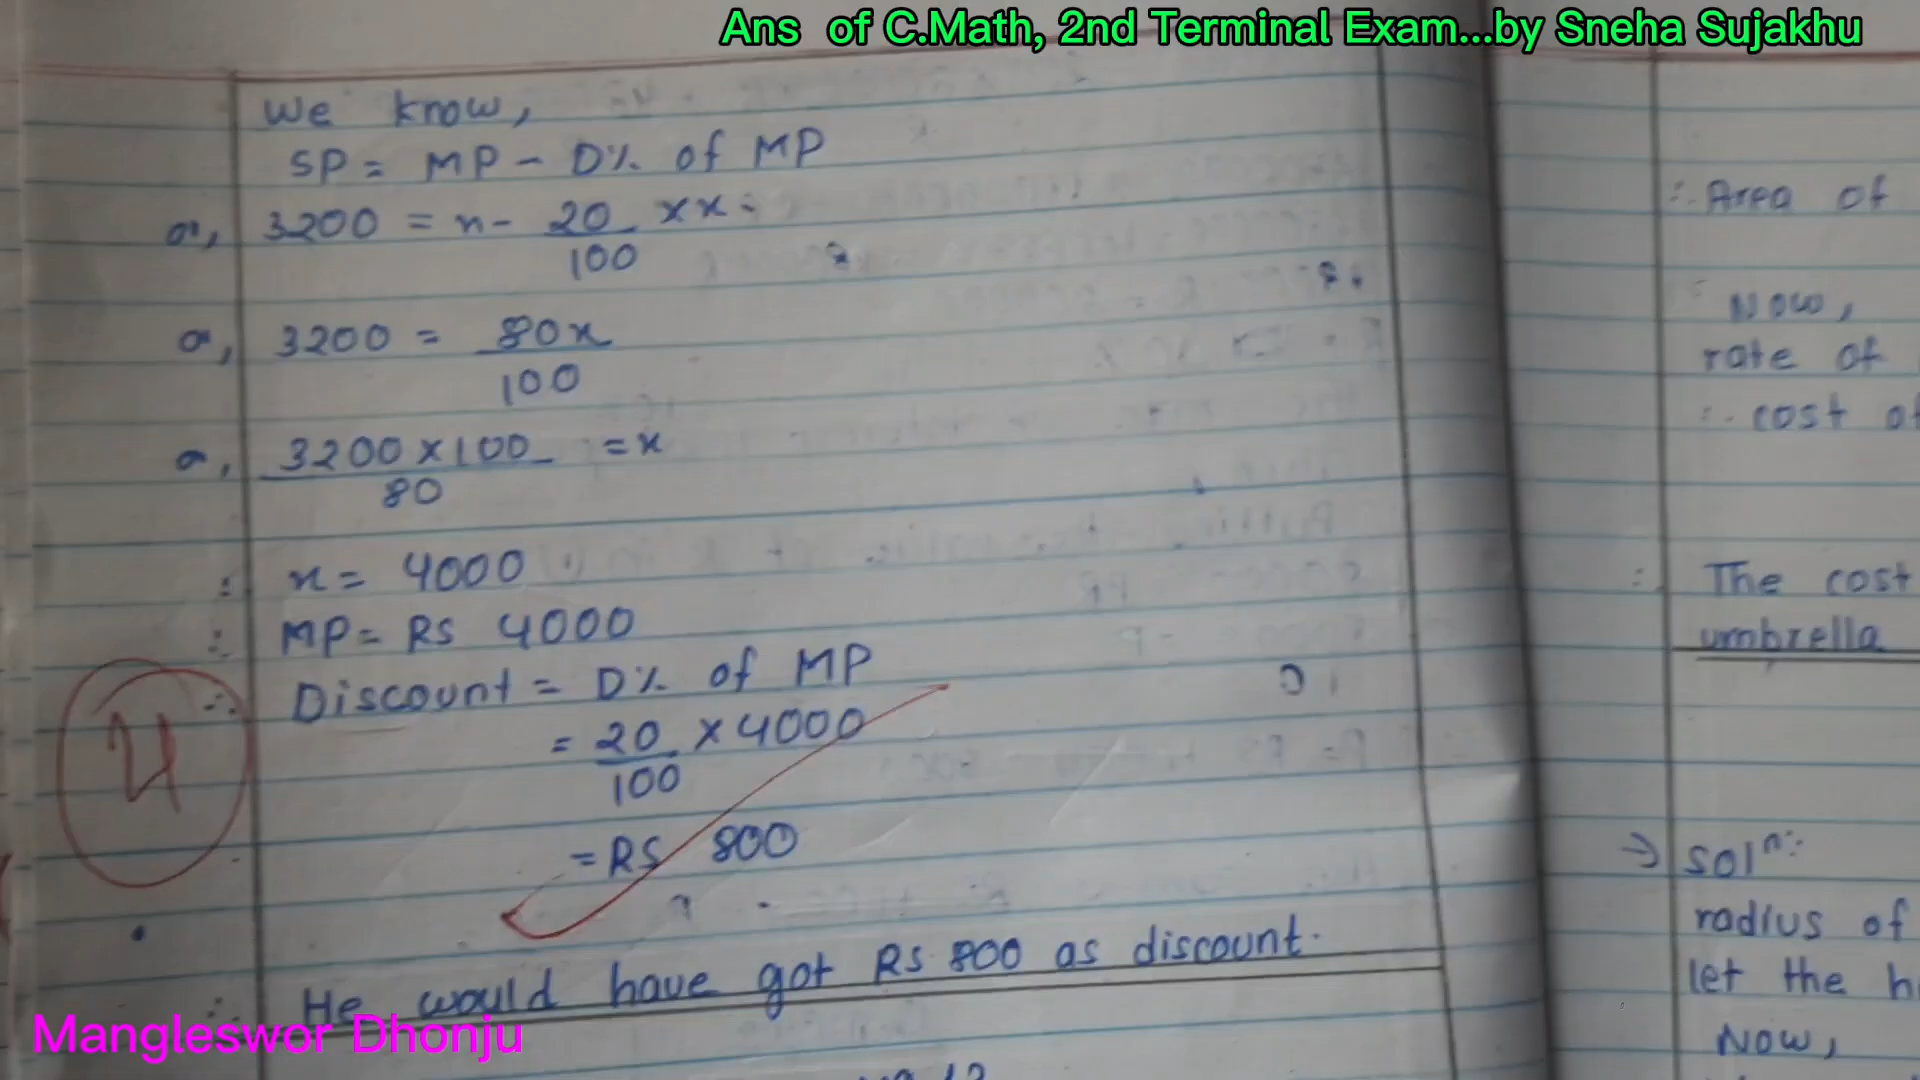 Ans of C.Math, 2nd Terminal Exam...by Sneha Sujakhu
We know,
SP = MP - D% of MP
or, 3200 = x - 20/100 × x
or, 3200 = 80x/100
or, 3200 × 100/80 = x
∴ x = 4000
∴ MP = RS 4000
∴ Discount = D% of MP
= 20/100 × 4000
= RS 800
4
∴ He would have got RS 800 as discount.
Mangleswor Dhonju
∴ Area of
Now,
rate of
∴ cost of
∴ The cost
umbrella
→ Solⁿ:
radius of
let the h
Now,